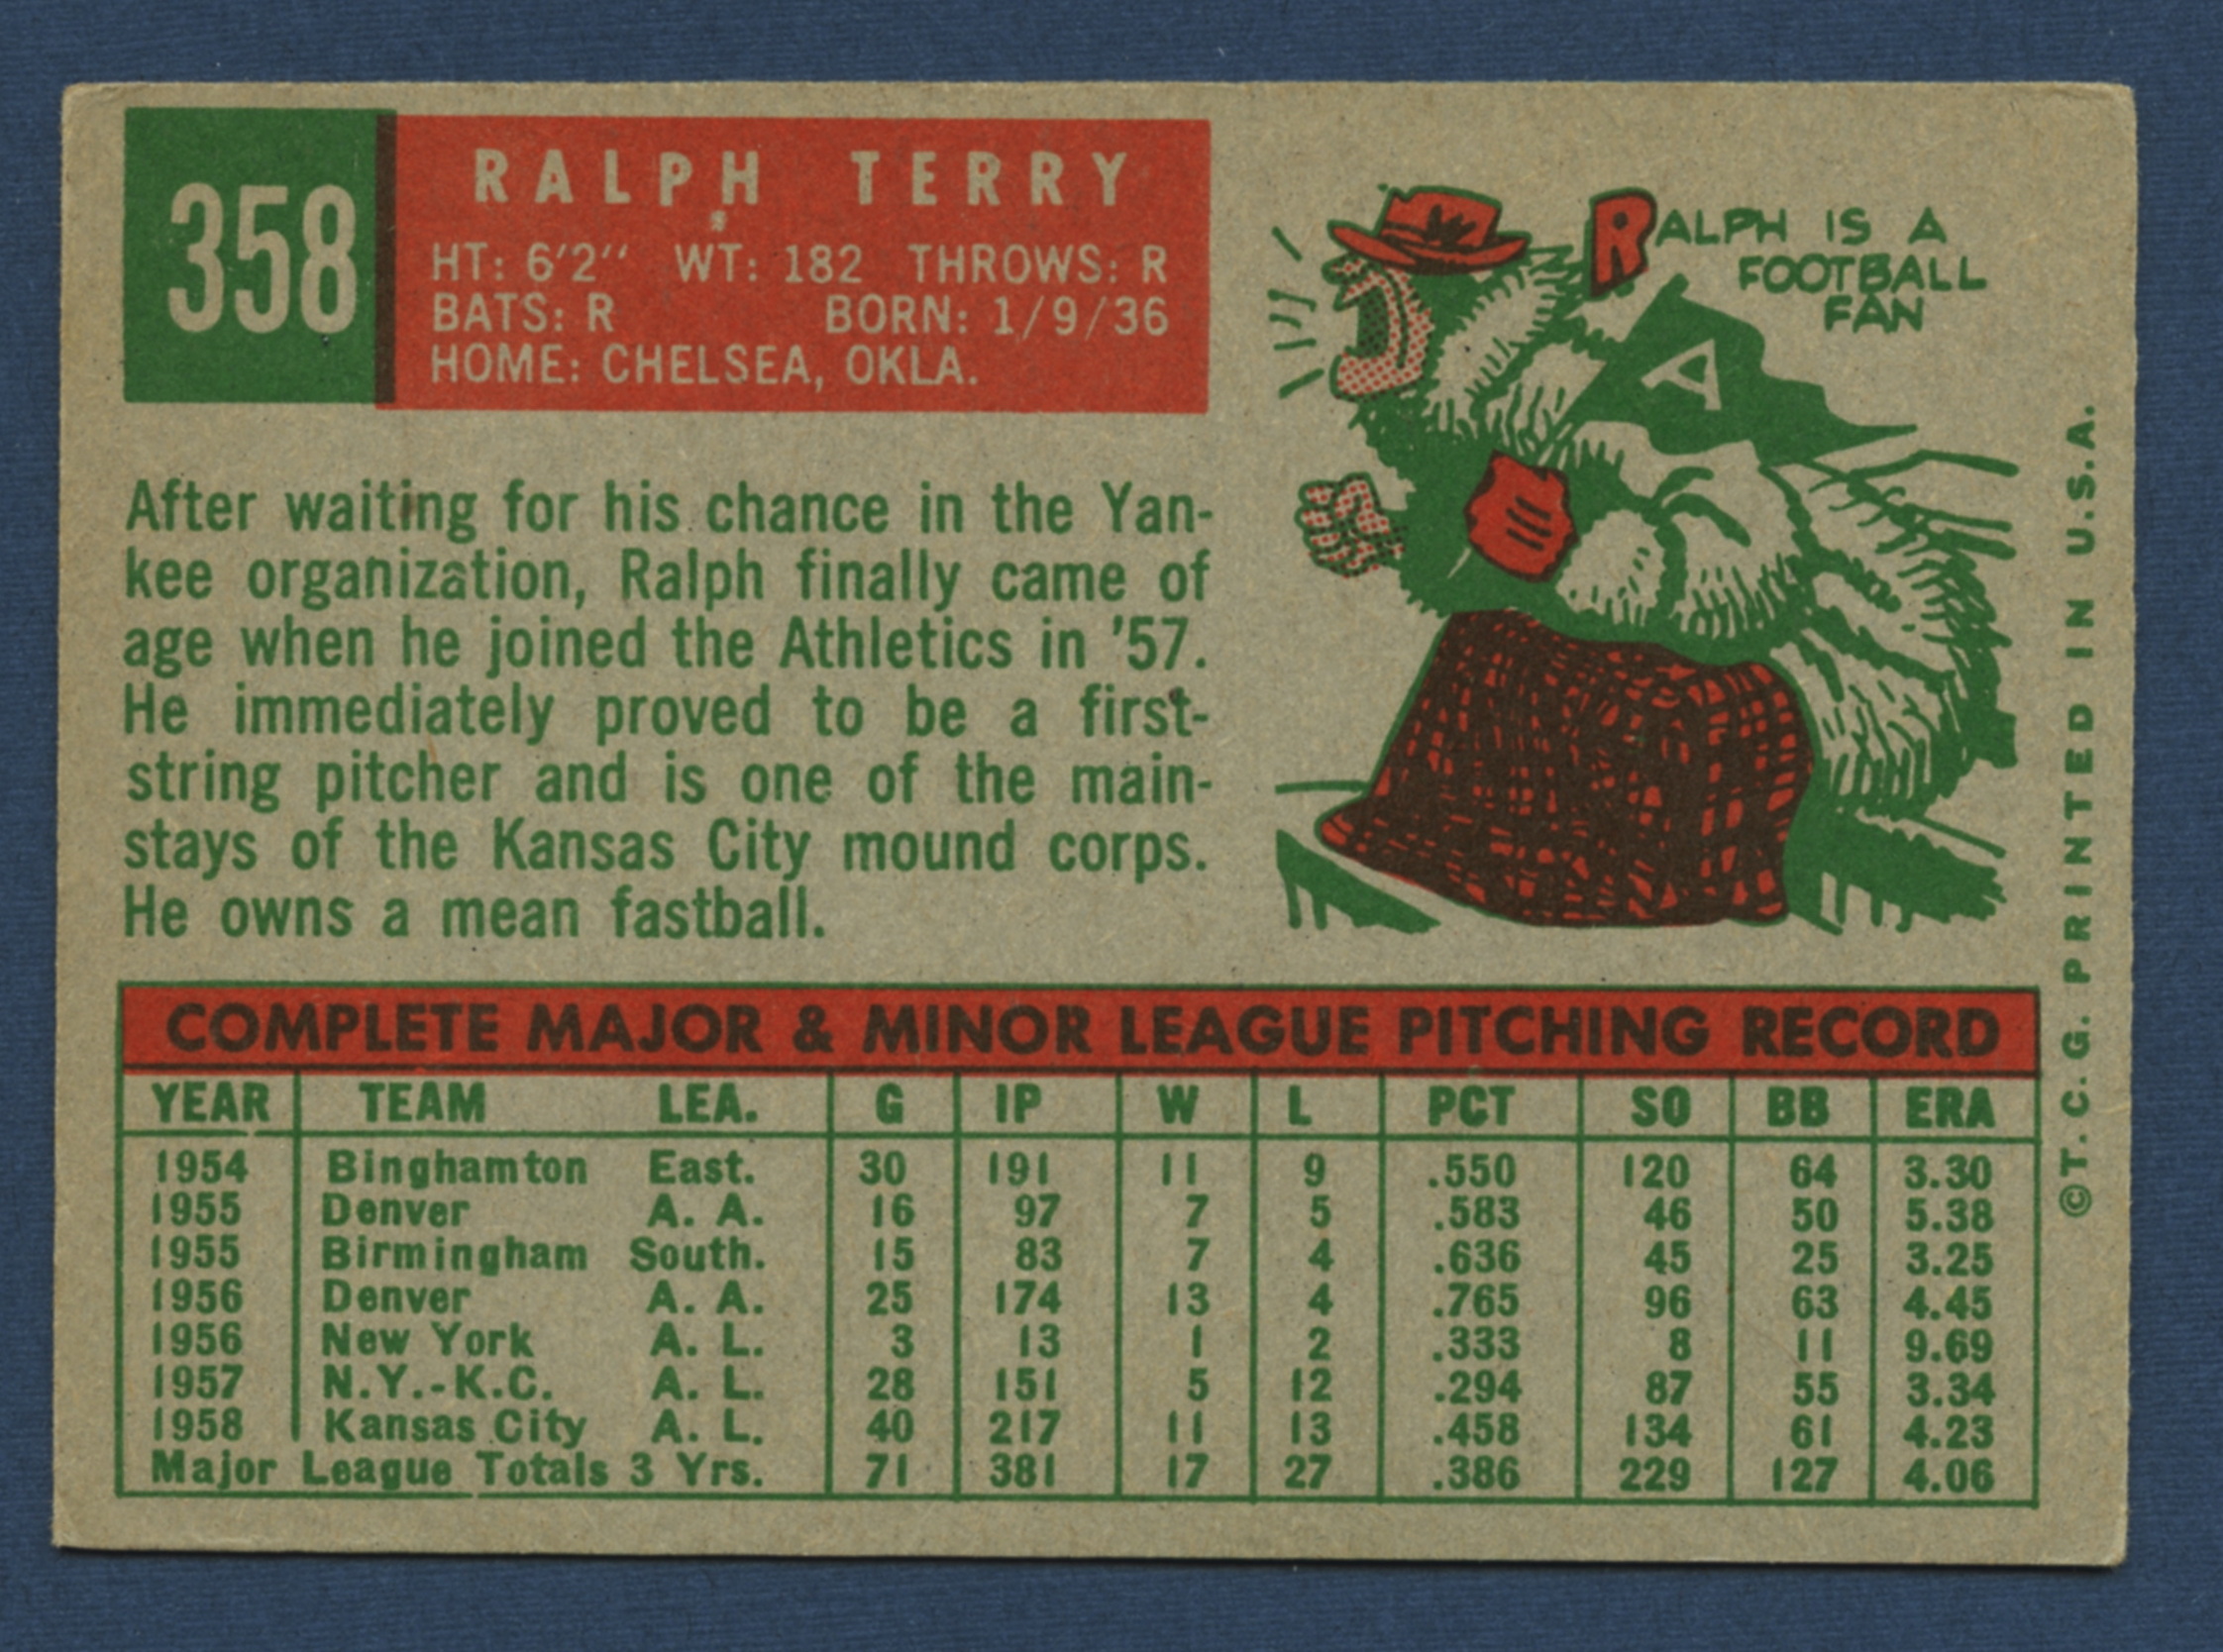 358
RALPH TERRY
HT: 6'2" WT: 182 THROWS: R
BATS: R BORN: 1/9/36
HOME: CHELSEA, OKLA.
RALPH IS A
FOOTBALL
FAN
A
After waiting for his chance in the Yan-
kee organization, Ralph finally came of
age when he joined the Athletics in '57.
He immediately proved to be a first-
string pitcher and is one of the main-
stays of the Kansas City mound corps.
He owns a mean fastball.
COMPLETE MAJOR & MINOR LEAGUE PITCHING RECORD
YEAR TEAM LEA. G IP W L PCT SO BB ERA
1954 Binghamton East. 30 191 11 9 .550 120 64 3.30
1955 Denver A. A. 16 97 7 5 .583 46 50 5.38
1955 Birmingham South. 15 83 7 4 .636 45 25 3.25
1956 Denver A. A. 25 174 13 4 .765 96 63 4.45
1956 New York A. L. 3 13 1 2 .333 8 11 9.69
1957 N.Y.-K.C. A. L. 28 151 5 12 .294 87 55 3.34
1958 Kansas City A. L. 40 217 11 13 .458 134 61 4.23
Major League Totals 3 Yrs. 71 381 17 27 .386 229 127 4.06
©T.C.G. PRINTED IN U.S.A.